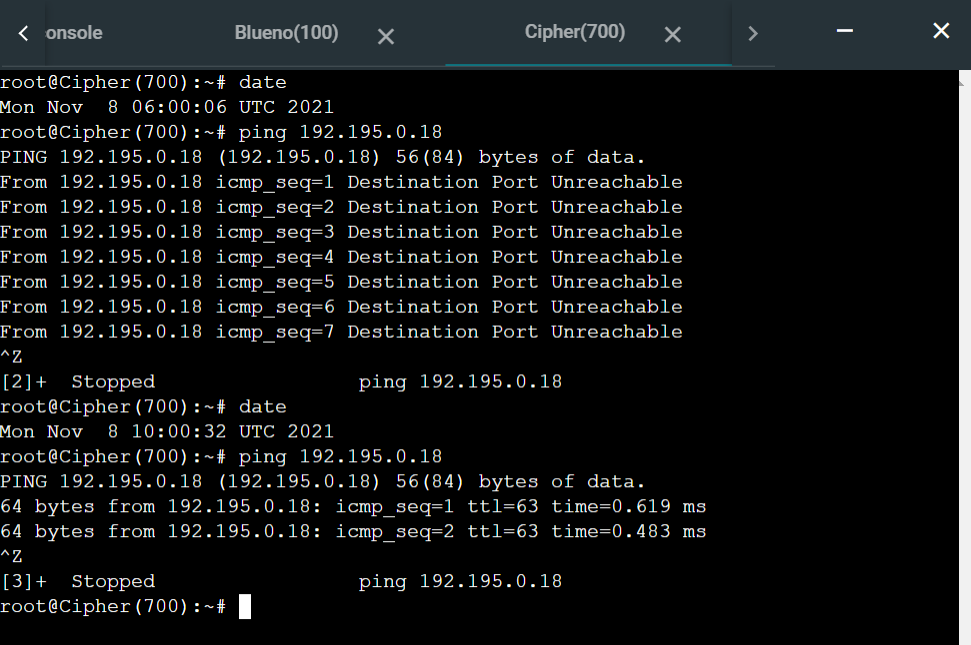 onsole Blueno(100) Cipher(700)
root@Cipher(700):~# date
Mon Nov  8 06:00:06 UTC 2021
root@Cipher(700):~# ping 192.195.0.18
PING 192.195.0.18 (192.195.0.18) 56(84) bytes of data.
From 192.195.0.18 icmp_seq=1 Destination Port Unreachable
From 192.195.0.18 icmp_seq=2 Destination Port Unreachable
From 192.195.0.18 icmp_seq=3 Destination Port Unreachable
From 192.195.0.18 icmp_seq=4 Destination Port Unreachable
From 192.195.0.18 icmp_seq=5 Destination Port Unreachable
From 192.195.0.18 icmp_seq=6 Destination Port Unreachable
From 192.195.0.18 icmp_seq=7 Destination Port Unreachable
^Z
[2]+  Stopped                 ping 192.195.0.18
root@Cipher(700):~# date
Mon Nov  8 10:00:32 UTC 2021
root@Cipher(700):~# ping 192.195.0.18
PING 192.195.0.18 (192.195.0.18) 56(84) bytes of data.
64 bytes from 192.195.0.18: icmp_seq=1 ttl=63 time=0.619 ms
64 bytes from 192.195.0.18: icmp_seq=2 ttl=63 time=0.483 ms
^Z
[3]+  Stopped                 ping 192.195.0.18
root@Cipher(700):~#